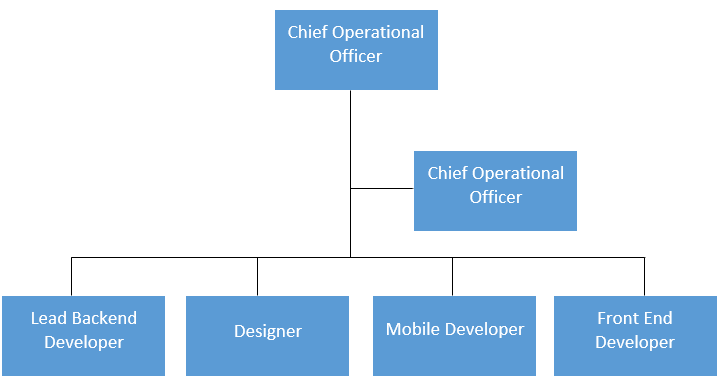 Chief Operational
Officer
Chief Operational
Officer
Lead Backend
Developer
Designer
Mobile Developer
Front End
Developer